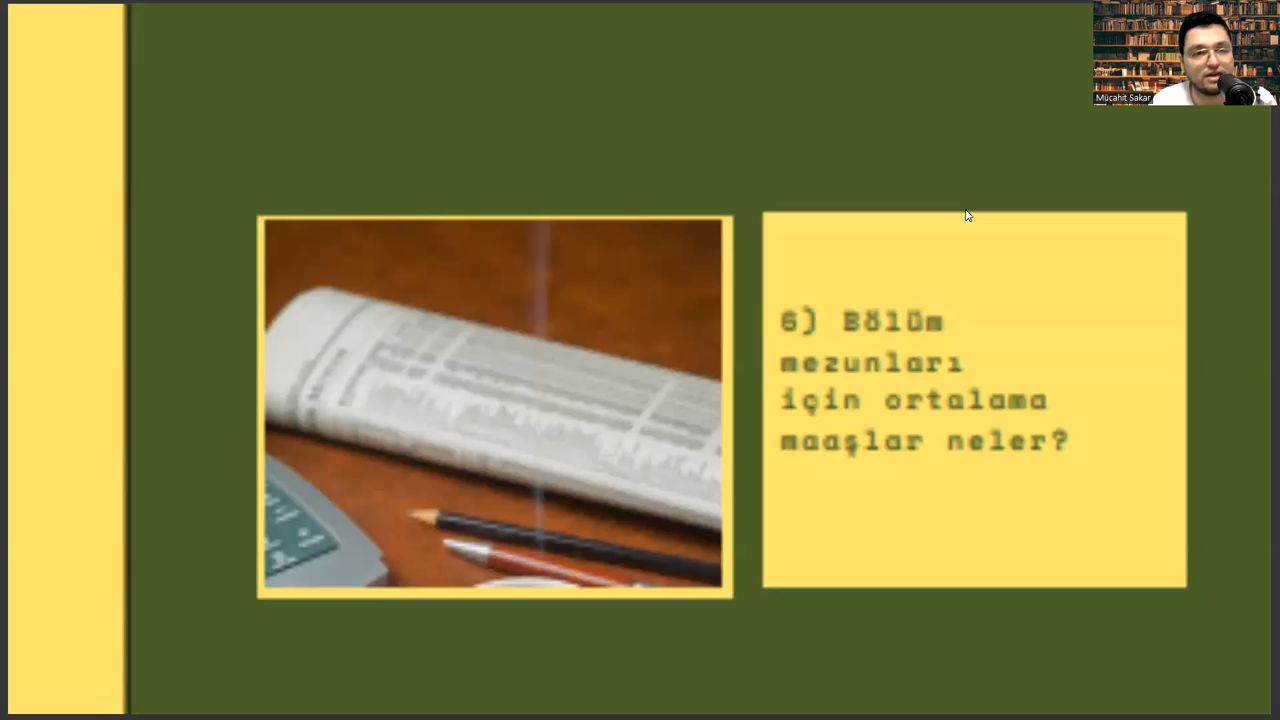 Mücahit Sakar
6) Bölüm
mezunları
için ortalama
maaşlar neler?